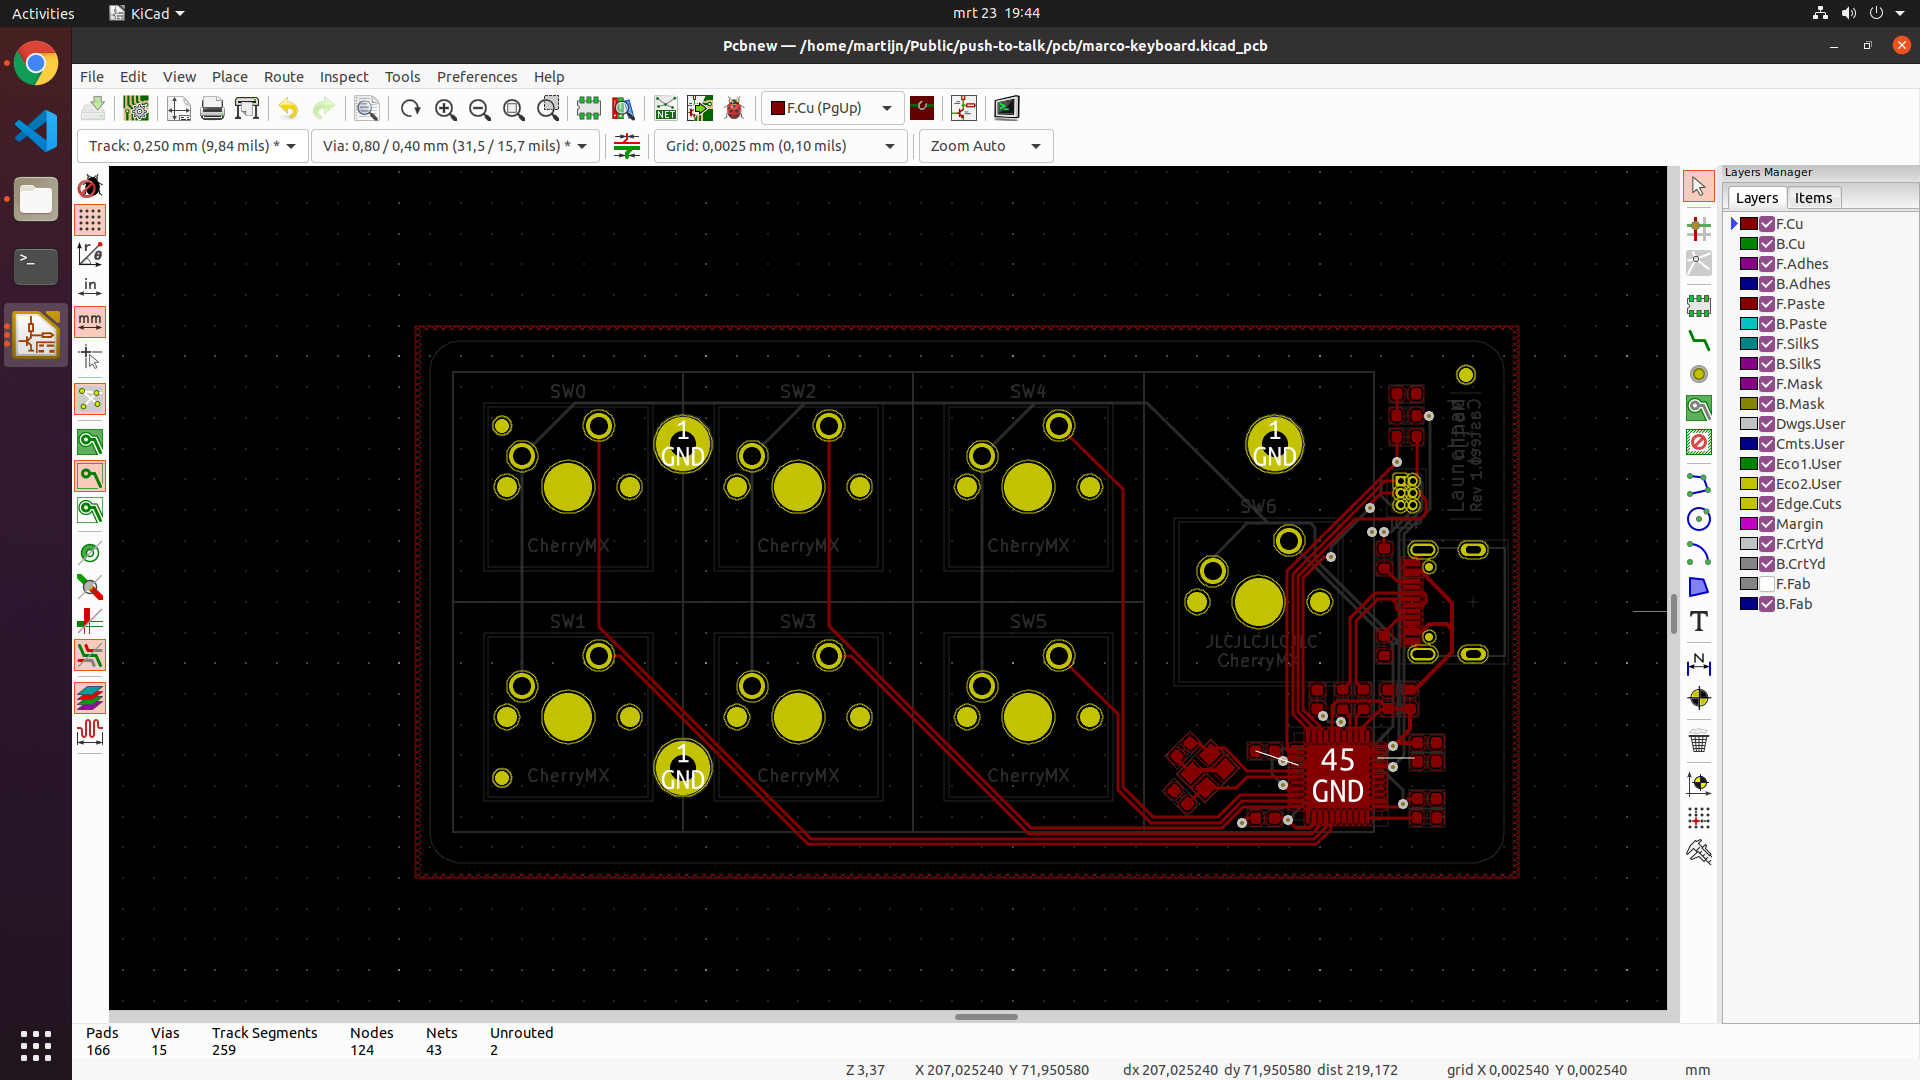 Activities KiCad mrt 23 19:44
Pcbnew — /home/martijn/Public/push-to-talk/pcb/marco-keyboard.kicad_pcb
File Edit View Place Route Inspect Tools Preferences Help
NET F.Cu (PgUp)
Track: 0,250 mm (9,84 mils) * Via: 0,80 / 0,40 mm (31,5 / 15,7 mils) * Grid: 0,0025 mm (0,10 mils) Zoom Auto
in
mm
Layers Manager
Layers Items
F.Cu
B.Cu
F.Adhes
B.Adhes
F.Paste
B.Paste
F.SilkS
B.SilkS
F.Mask
B.Mask
Dwgs.User
Cmts.User
Eco1.User
Eco2.User
Edge.Cuts
Margin
F.CrtYd
B.CrtYd
F.Fab
B.Fab
SW0 SW2 SW4
1
GND
1
GND
Launchpad
Rev 1.0
SW6
CherryMX CherryMX CherryMX
SW1 SW3 SW5
JLCJLCJLCJLC
CherryMX
1
GND
45
GND
CherryMX CherryMX CherryMX
Pads Vias Track Segments Nodes Nets Unrouted
166 15 259 124 43 2
Z 3,37 X 207,025240 Y 71,950580 dx 207,025240 dy 71,950580 dist 219,172 grid X 0,002540 Y 0,002540 mm